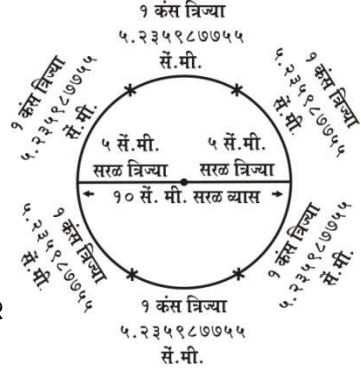 १ कंस त्रिज्या
५.२३५९८७७५५
सें.मी.
१ कंस त्रिज्या
५.२३५९८७७५५
सें.मी.
१ कंस त्रिज्या
५.२३५९८७७५५
सें.मी.
५ सें.मी.
सरळ त्रिज्या
५ सें.मी.
सरळ त्रिज्या
१० सें. मी. सरळ व्यास
१ कंस त्रिज्या
५.२३५९८७७५५
सें.मी.
१ कंस त्रिज्या
५.२३५९८७७५५
सें.मी.
१ कंस त्रिज्या
५.२३५९८७७५५
सें.मी.